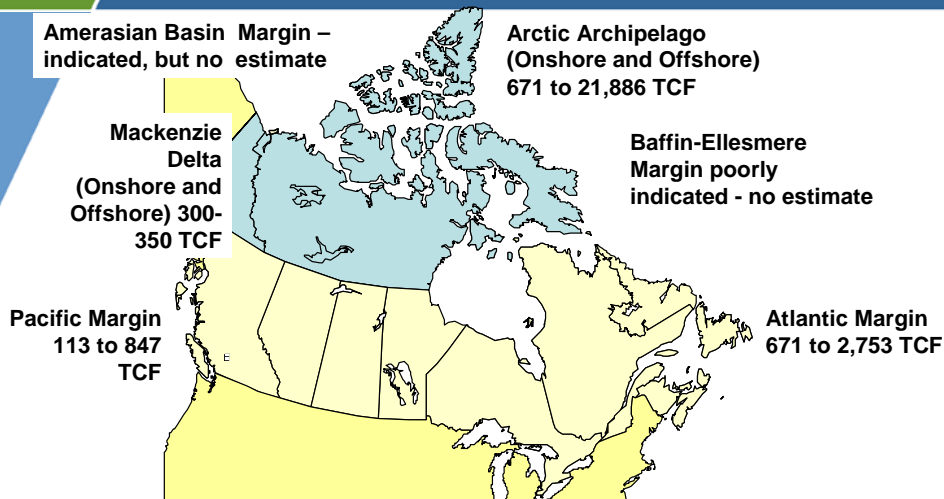 Amerasian Basin Margin –
indicated, but no estimate
Arctic Archipelago
(Onshore and Offshore)
671 to 21,886 TCF
Mackenzie
Delta
(Onshore and
Offshore) 300-
350 TCF
Baffin-Ellesmere
Margin poorly
indicated - no estimate
Pacific Margin
113 to 847
TCF
Atlantic Margin
671 to 2,753 TCF
E